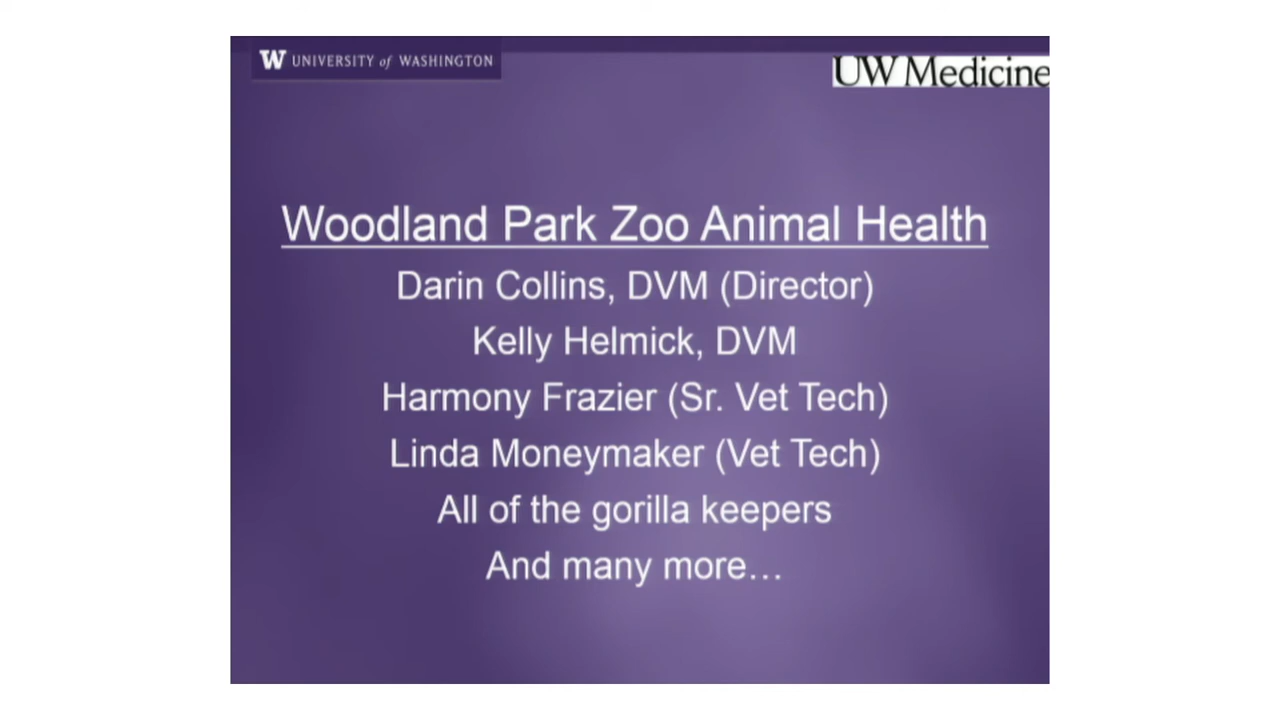 W UNIVERSITY of WASHINGTON
UW Medicine
Woodland Park Zoo Animal Health
Darin Collins, DVM (Director)
Kelly Helmick, DVM
Harmony Frazier (Sr. Vet Tech)
Linda Moneymaker (Vet Tech)
All of the gorilla keepers
And many more…